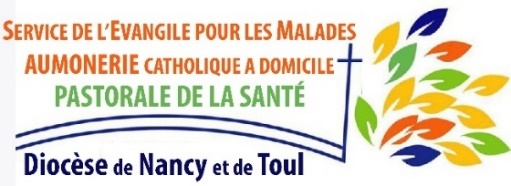 SERVICE DE L'EVANGILE POUR LES MALADES
AUMONERIE CATHOLIQUE A DOMICILE
PASTORALE DE LA SANTÉ
Diocèse de Nancy et de Toul